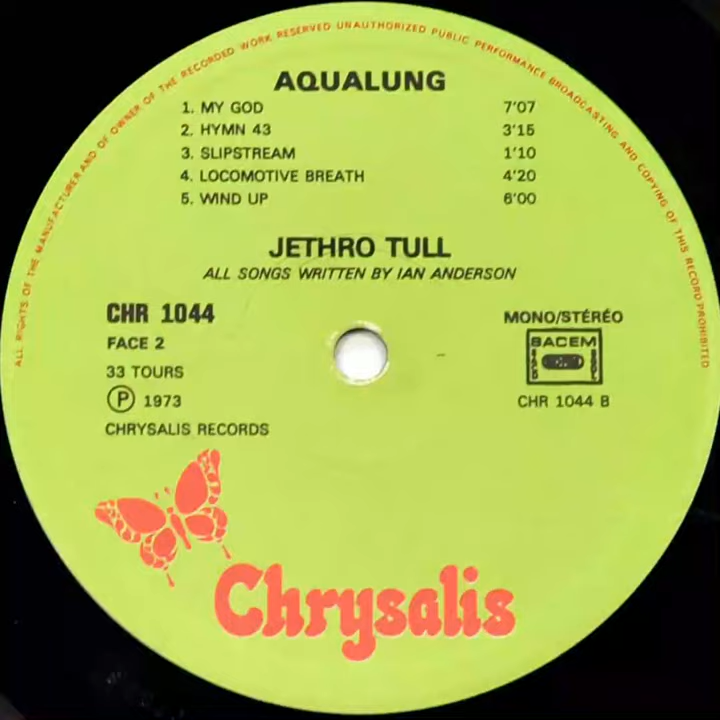 ALL RIGHTS OF THE MANUFACTURER AND OF OWNER OF THE RECORDED WORK RESERVED UNAUTHORIZED PUBLIC PERFORMANCE BROADCASTING AND COPYING OF THIS RECORD PROHIBITED
AQUALUNG
1. MY GOD 7'07
2. HYMN 43 3'15
3. SLIPSTREAM 1'10
4. LOCOMOTIVE BREATH 4'20
5. WIND UP 6'00
JETHRO TULL
ALL SONGS WRITTEN BY IAN ANDERSON
CHR 1044 MONO/STÉRÉO
FACE 2 SACEM
33 TOURS
Ⓟ 1973 CHR 1044 B
CHRYSALIS RECORDS
Chrysalis